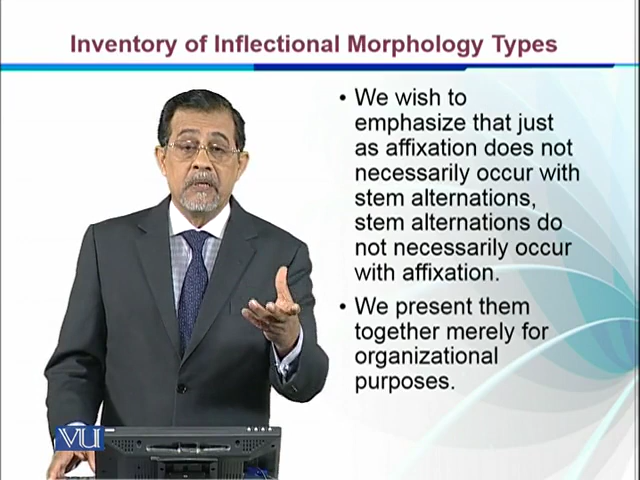 Inventory of Inflectional Morphology Types
• We wish to
emphasize that just
as affixation does not
necessarily occur with
stem alternations,
stem alternations do
not necessarily occur
with affixation.
• We present them
together merely for
organizational
purposes.
VU